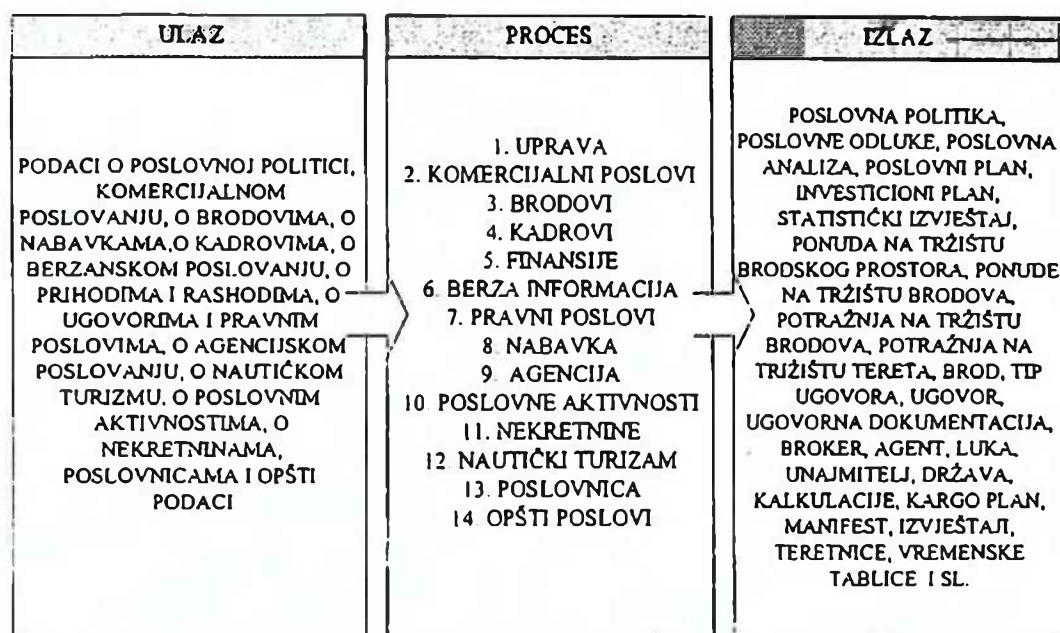 ULAZ
PODACI O POSLOVNOJ POLITICI,
KOMERCIJALNOM
POSLOVANJU, O BRODOVIMA, O
NABAVKAMA,O KADROVIMA, O
BERZANSKOM POSLOVANJU, O
PRIHODIMA I RASHODIMA, O
UGOVORIMA I PRAVNIM
POSLOVIMA, O AGENCIJSKOM
POSLOVANJU, O NAUTIČKOM
TURIZMU. O POSLOVNIM
AKTIVNOSTIMA, O
NEKRETNINAMA,
POSLOVNICAMA I OPŠTI
PODACI
PROCES
1. UPRAVA
2. KOMERCIJALNI POSLOVI
3. BRODOVI
4. KADROVI
5. FINANSIJE
6. BERZA INFORMACIJA
7. PRAVNI POSLOVI
8. NABAVKA
9. AGENCIJA
10. POSLOVNE AKTIVNOSTI
11. NEKRETNINE
12. NAUTIČKI TURIZAM
13. POSLOVNICA
14. OPŠTI POSLOVI
IZLAZ
POSLOVNA POLITIKA,
POSLOVNE ODLUKE, POSLOVNA
ANALIZA, POSLOVNI PLAN,
INVESTICIONI PLAN,
STATISTIČKI IZVJEŠTAJ,
PONUDA NA TRŽIŠTU
BRODSKOG PROSTORA, PONUDE
NA TRŽIŠTU BRODOVA,
POTRAŽNJA NA TRŽIŠTU
BRODOVA, POTRAŽNJA NA
TRIŽIŠTU TERETA, BROD, TIP
UGOVORA, UGOVOR,
UGOVORNA DOKUMENTACIJA,
BROKER, AGENT, LUKA,
UNAJMITELJ, DRŽAVA,
KALKULACIJE, KARGO PLAN,
MANIFEST, IZVJEŠTAJI,
TERETNICE, VREMENSKE
TABLICE I SL.